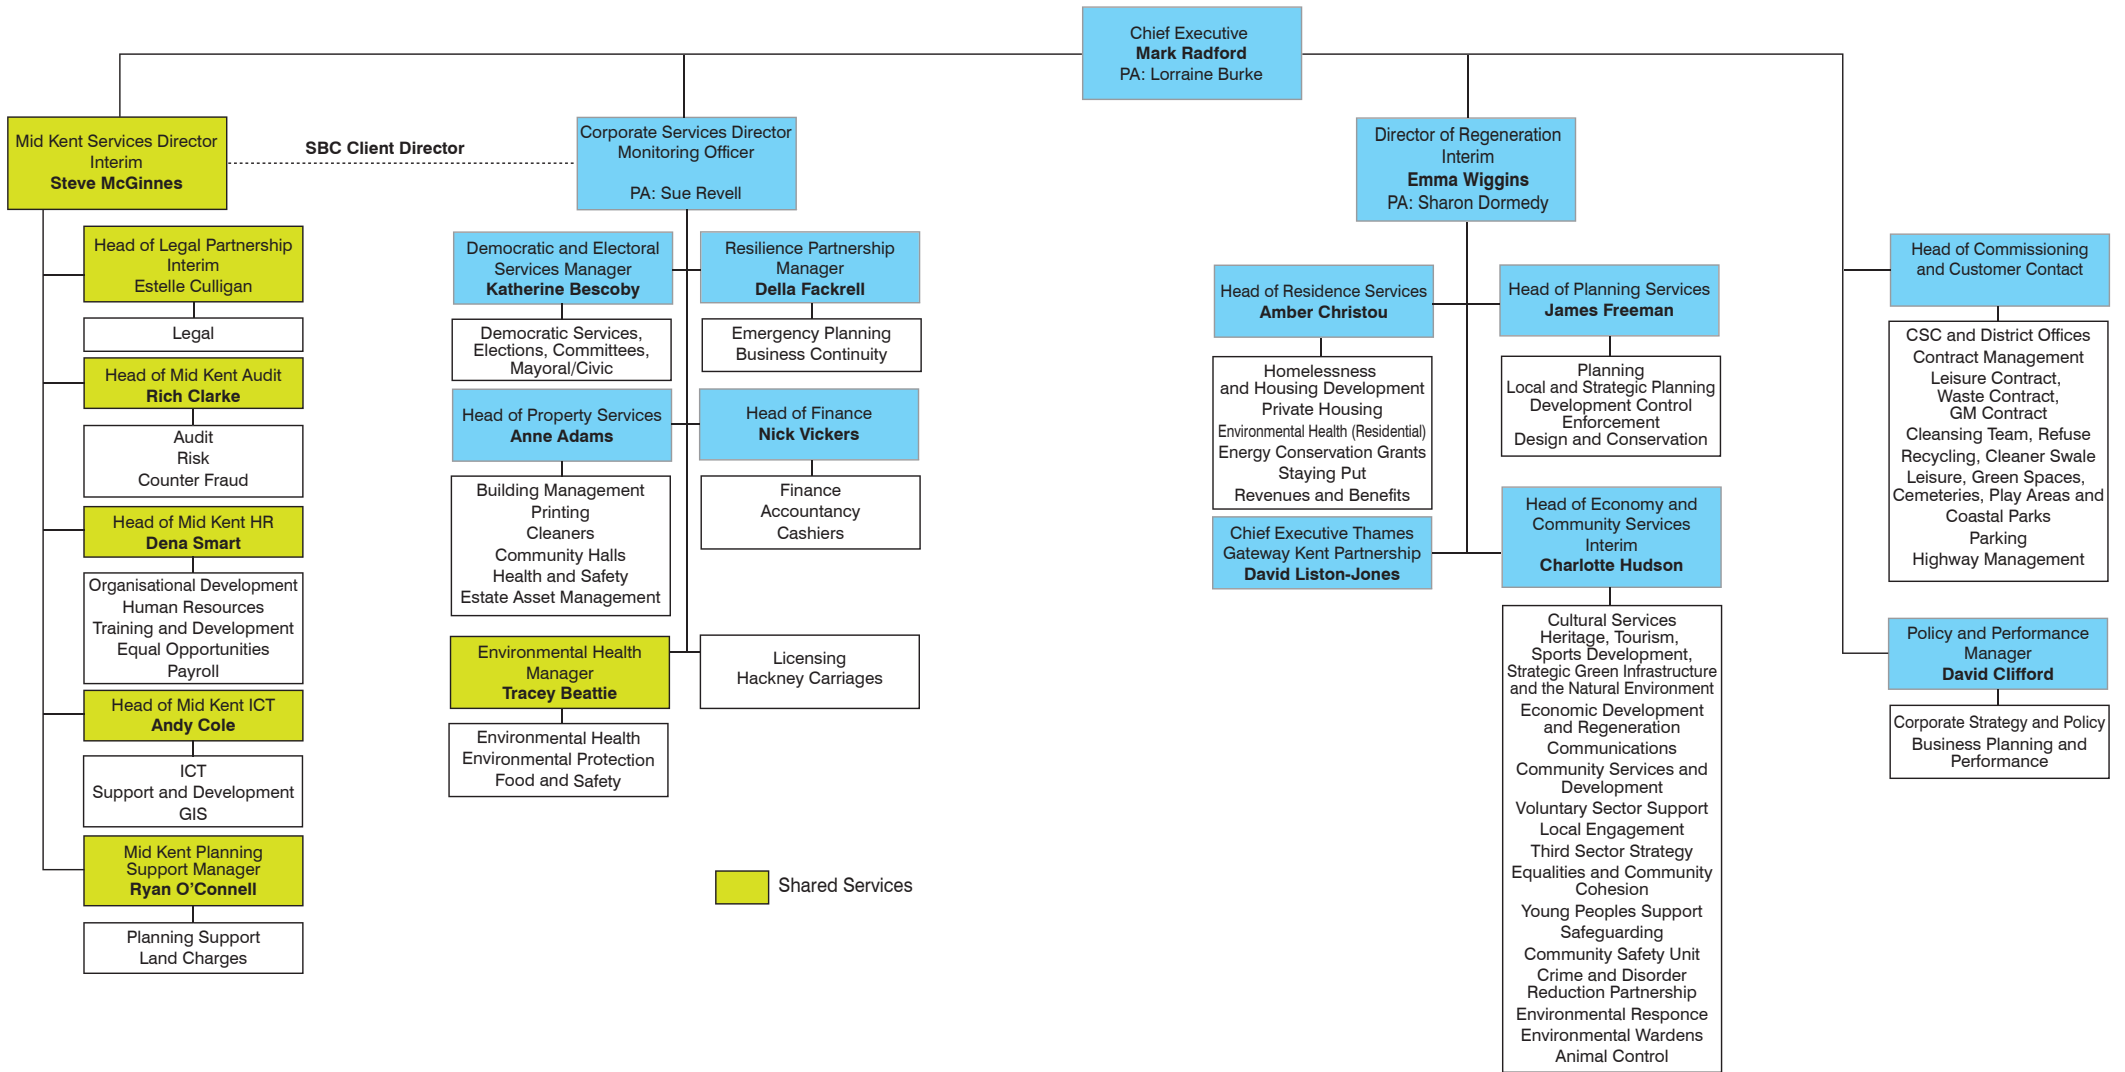 Chief Executive
Mark Radford
PA: Lorraine Burke
Mid Kent Services Director
Interim
Steve McGinnes
SBC Client Director
Corporate Services Director
Monitoring Officer
PA: Sue Revell
Director of Regeneration
Interim
Emma Wiggins
PA: Sharon Dormedy
Head of Legal Partnership
Interim
Estelle Culligan
Legal
Head of Mid Kent Audit
Rich Clarke
Audit
Risk
Counter Fraud
Head of Mid Kent HR
Dena Smart
Organisational Development
Human Resources
Training and Development
Equal Opportunities
Payroll
Head of Mid Kent ICT
Andy Cole
ICT
Support and Development
GIS
Mid Kent Planning
Support Manager
Ryan O'Connell
Planning Support
Land Charges
Democratic and Electoral
Services Manager
Katherine Bescoby
Democratic Services,
Elections, Committees,
Mayoral/Civic
Resilience Partnership
Manager
Della Fackrell
Emergency Planning
Business Continuity
Head of Property Services
Anne Adams
Building Management
Printing
Cleaners
Community Halls
Health and Safety
Estate Asset Management
Head of Finance
Nick Vickers
Finance
Accountancy
Cashiers
Environmental Health
Manager
Tracey Beattie
Environmental Health
Environmental Protection
Food and Safety
Licensing
Hackney Carriages
Shared Services
Head of Residence Services
Amber Christou
Homelessness
and Housing Development
Private Housing
Environmental Health (Residential)
Energy Conservation Grants
Staying Put
Revenues and Benefits
Head of Planning Services
James Freeman
Planning
Local and Strategic Planning
Development Control
Enforcement
Design and Conservation
Chief Executive Thames
Gateway Kent Partnership
David Liston-Jones
Head of Economy and
Community Services
Interim
Charlotte Hudson
Cultural Services
Heritage, Tourism,
Sports Development,
Strategic Green Infrastructure
and the Natural Environment
Economic Development
and Regeneration
Communications
Community Services and
Development
Voluntary Sector Support
Local Engagement
Third Sector Strategy
Equalities and Community
Cohesion
Young Peoples Support
Safeguarding
Community Safety Unit
Crime and Disorder
Reduction Partnership
Environmental Responce
Environmental Wardens
Animal Control
Head of Commissioning
and Customer Contact
CSC and District Offices
Contract Management
Leisure Contract,
Waste Contract,
GM Contract
Cleansing Team, Refuse
Recycling, Cleaner Swale
Leisure, Green Spaces,
Cemeteries, Play Areas and
Coastal Parks
Parking
Highway Management
Policy and Performance
Manager
David Clifford
Corporate Strategy and Policy
Business Planning and
Performance